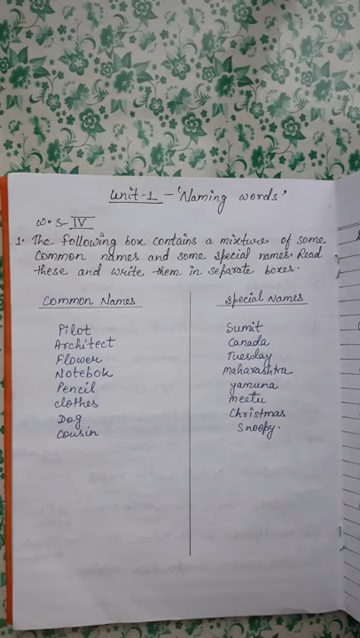 Unit-1 - 'Naming words'
W.S-IV
1. The following box contains a mixture of some
common names and some special names. Read
these and write them in separate boxes.
Common Names
Pilot
Architect
Flower
Notebok
Pencil
clothes
Dog
cousin
Special Names
Sumit
Canada
Tuesday
maharashtra
yamuna
meetu
Christmas
Snoopy.